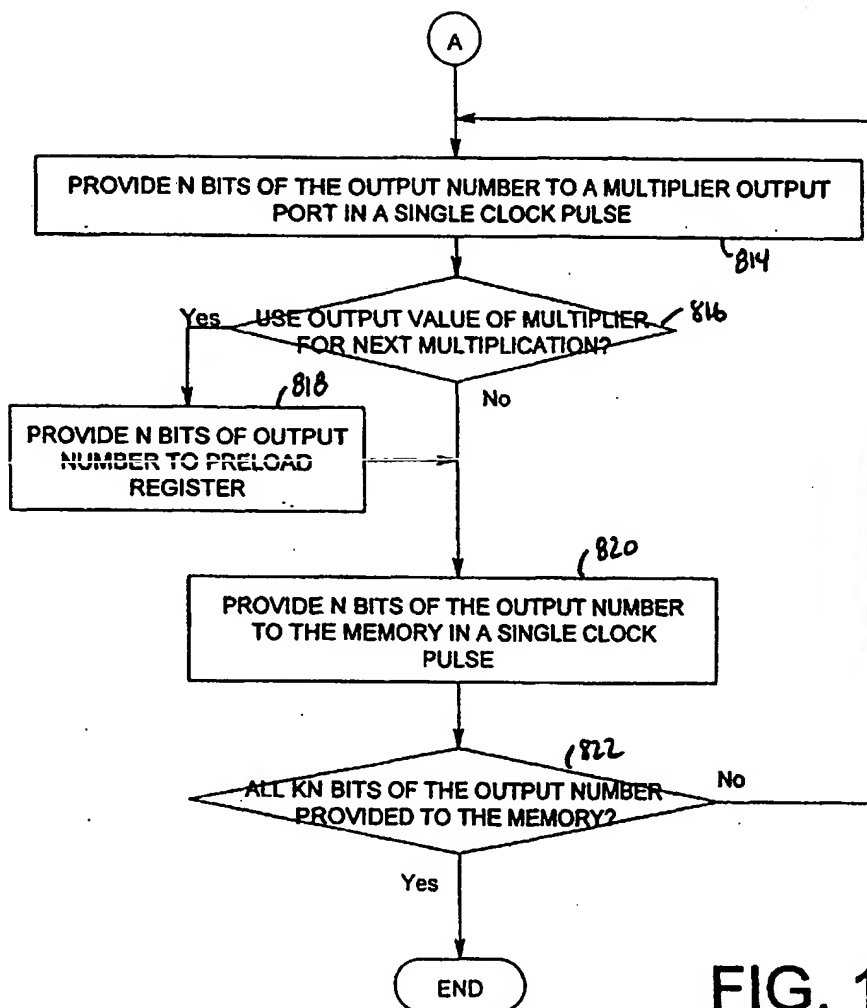 A
PROVIDE N BITS OF THE OUTPUT NUMBER TO A MULTIPLIER OUTPUT
PORT IN A SINGLE CLOCK PULSE
814
Yes
USE OUTPUT VALUE OF MULTIPLIER
FOR NEXT MULTIPLICATION?
816
818
No
PROVIDE N BITS OF OUTPUT
NUMBER TO PRELOAD
REGISTER
820
PROVIDE N BITS OF THE OUTPUT NUMBER
TO THE MEMORY IN A SINGLE CLOCK
PULSE
822
ALL KN BITS OF THE OUTPUT NUMBER
PROVIDED TO THE MEMORY?
No
Yes
END
FIG. 1